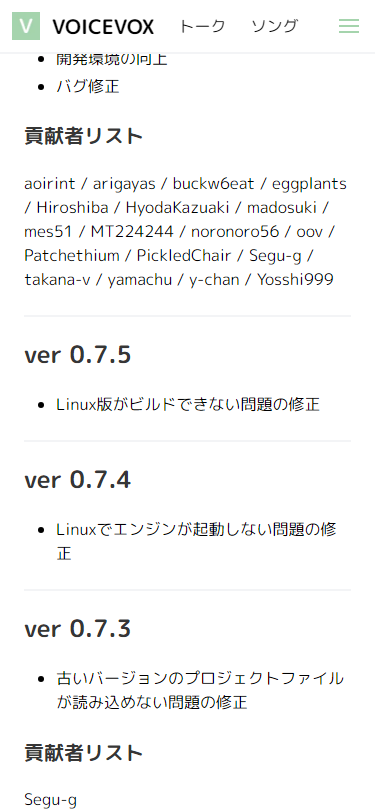 V VOICEVOX トーク ソング
開発環境の向上
バグ修正
貢献者リスト
aoirint / arigayas / buckw6eat / eggplants
/ Hiroshiba / HyodaKazuaki / madosuki /
mes51 / MT224244 / noronoro56 / oov /
Patchethium / PickledChair / Segu-g /
takana-v / yamachu / y-chan / Yosshi999
ver 0.7.5
Linux版がビルドできない問題の修正
ver 0.7.4
Linuxでエンジンが起動しない問題の修
正
ver 0.7.3
古いバージョンのプロジェクトファイル
が読み込めない問題の修正
貢献者リスト
Segu-g